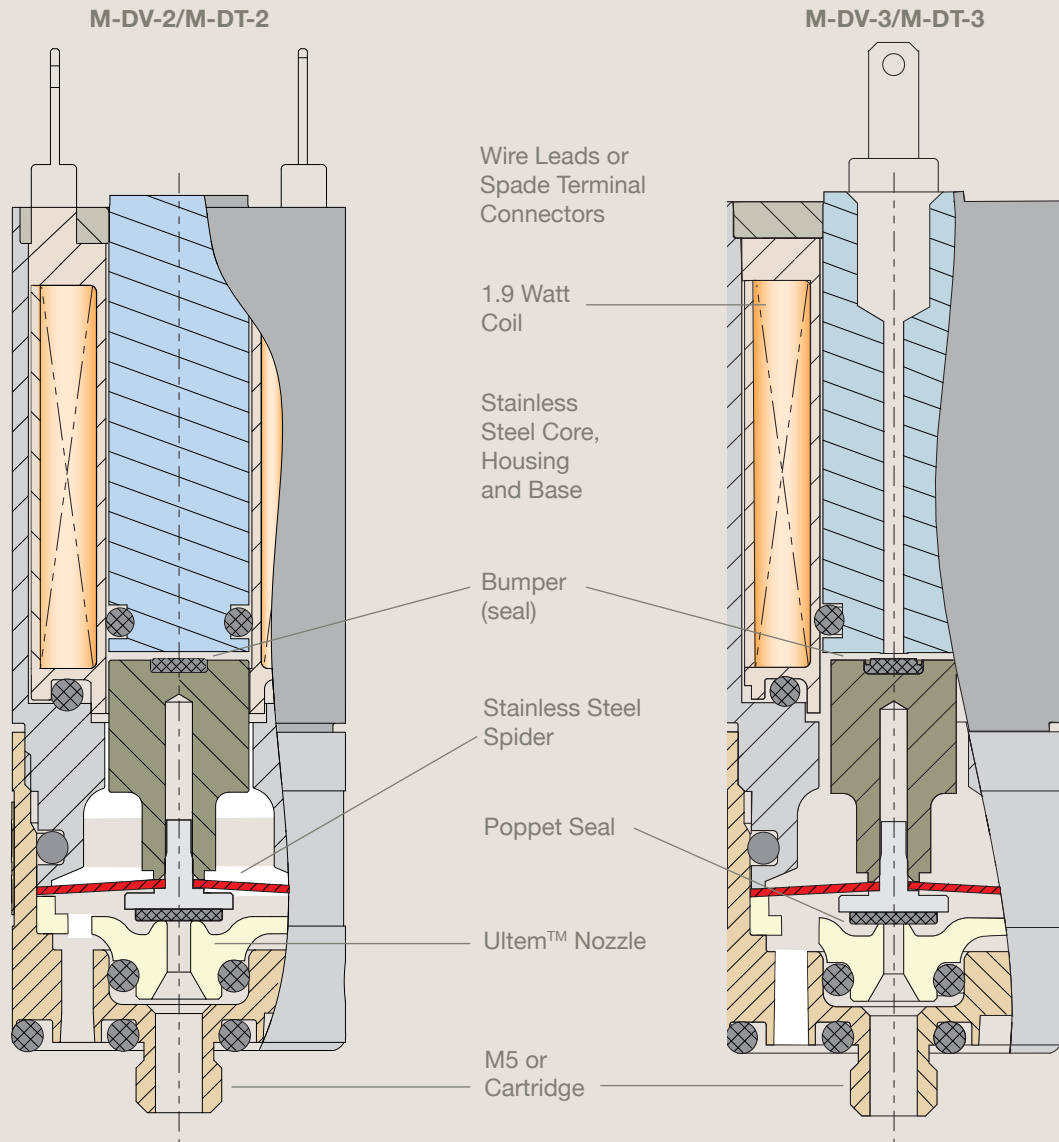 M-DV-2/M-DT-2
M-DV-3/M-DT-3
Wire Leads or
Spade Terminal
Connectors
1.9 Watt
Coil
Stainless
Steel Core,
Housing
and Base
Bumper
(seal)
Stainless Steel
Spider
Poppet Seal
Ultem™ Nozzle
M5 or
Cartridge